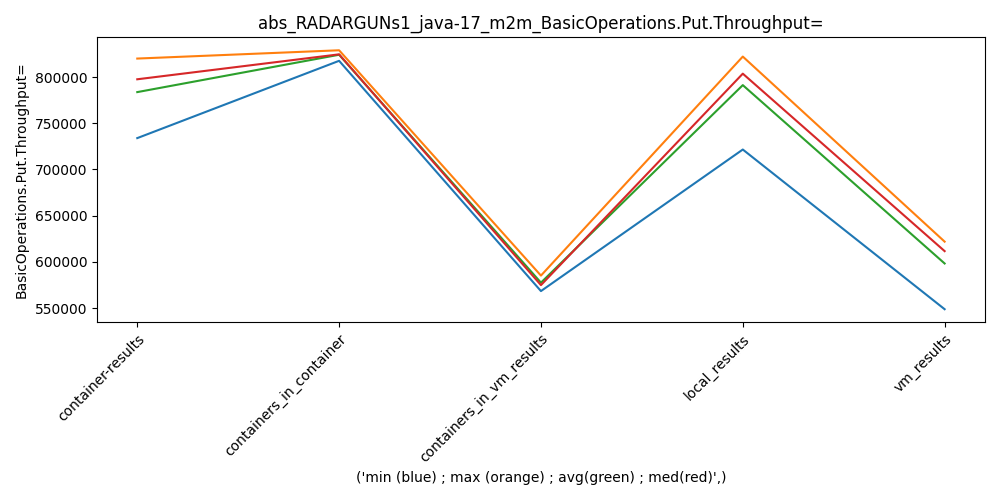 abs_RADARGUNs1_java-17_m2m_BasicOperations.Put.Throughput=
BasicOperations.Put.Throughput=
800000
750000
700000
650000
600000
550000
container-results
containers_in_container
containers_in_vm_results
local_results
vm_results
('min (blue) ; max (orange) ; avg(green) ; med(red)',)